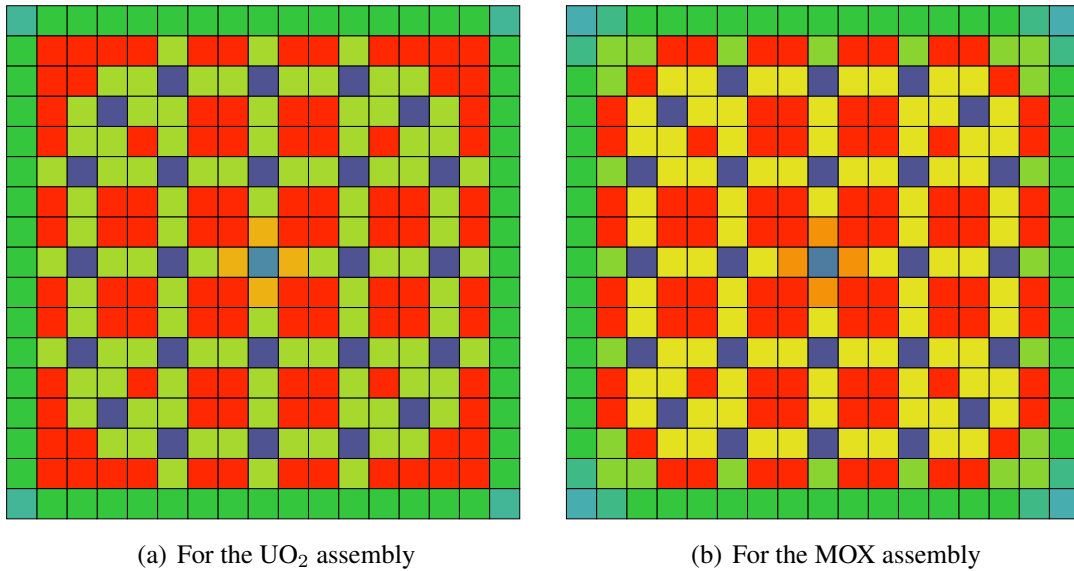 (a) For the UO₂ assembly
(b) For the MOX assembly